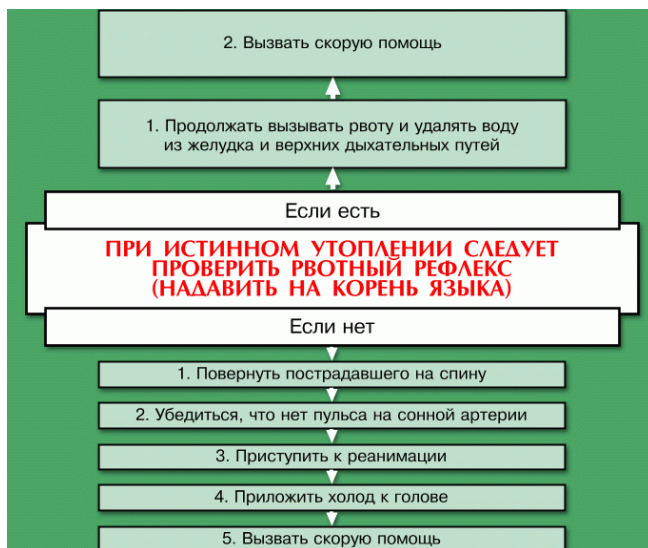 2. Вызвать скорую помощь
1. Продолжать вызывать рвоту и удалять воду
из желудка и верхних дыхательных путей
Если есть
ПРИ ИСТИННОМ УТОПЛЕНИИ СЛЕДУЕТ
ПРОВЕРИТЬ РВОТНЫЙ РЕФЛЕКС
(НАДАВИТЬ НА КОРЕНЬ ЯЗЫКА)
Если нет
1. Повернуть пострадавшего на спину
2. Убедиться, что нет пульса на сонной артерии
3. Приступить к реанимации
4. Приложить холод к голове
5. Вызвать скорую помощь